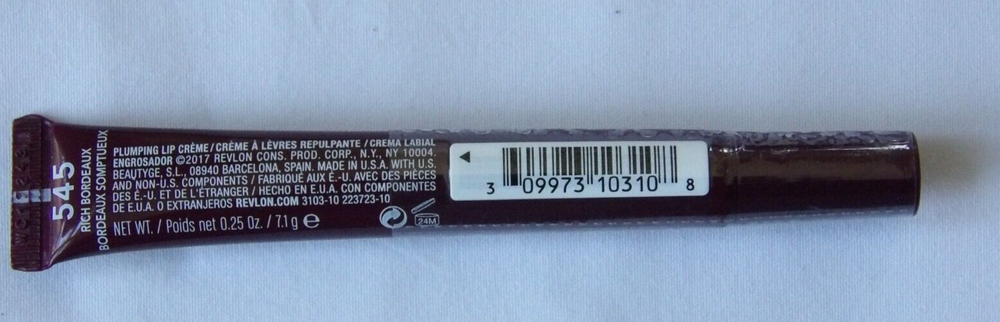 545
RICH BORDEAUX
BORDEAUX SOMPTUEUX
PLUMPING LIP CRÈME / CRÈME À LÈVRES REPULPANTE / CREMA LABIAL
ENGROSADOR ©2017 REVLON CONS. PROD. CORP., N.Y., NY 10004.
BEAUTYGE, S.L., 08940 BARCELONA, SPAIN. MADE IN U.S.A. WITH U.S.
AND NON-U.S. COMPONENTS / FABRIQUÉ AUX É.-U. AVEC DES PIÈCES
DES É.-U. ET DE L'ÉTRANGER / HECHO EN E.U.A. CON COMPONENTES
DE E.U.A. O EXTRANJEROS REVLON.COM 3103-10 223723-10
NET WT. / Poids net 0.25 Oz. / 7.1 g e
24M
3 09973 10310 8